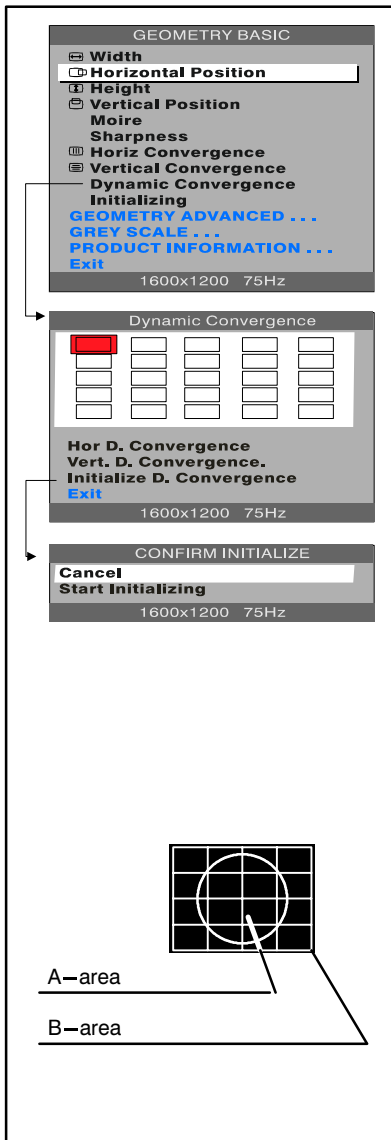 GEOMETRY BASIC
Width
Horizontal Position
Height
Vertical Position
Moire
Sharpness
Horiz Convergence
Vertical Convergence
Dynamic Convergence
Initializing
GEOMETRY ADVANCED . . .
GREY SCALE . . .
PRODUCT INFORMATION . . .
Exit
1600x1200 75Hz
Dynamic Convergence
Hor D. Convergence
Vert. D. Convergence.
Initialize D. Convergence
Exit
1600x1200 75Hz
CONFIRM INITIALIZE
Cancel
Start Initializing
1600x1200 75Hz
A–area
B–area